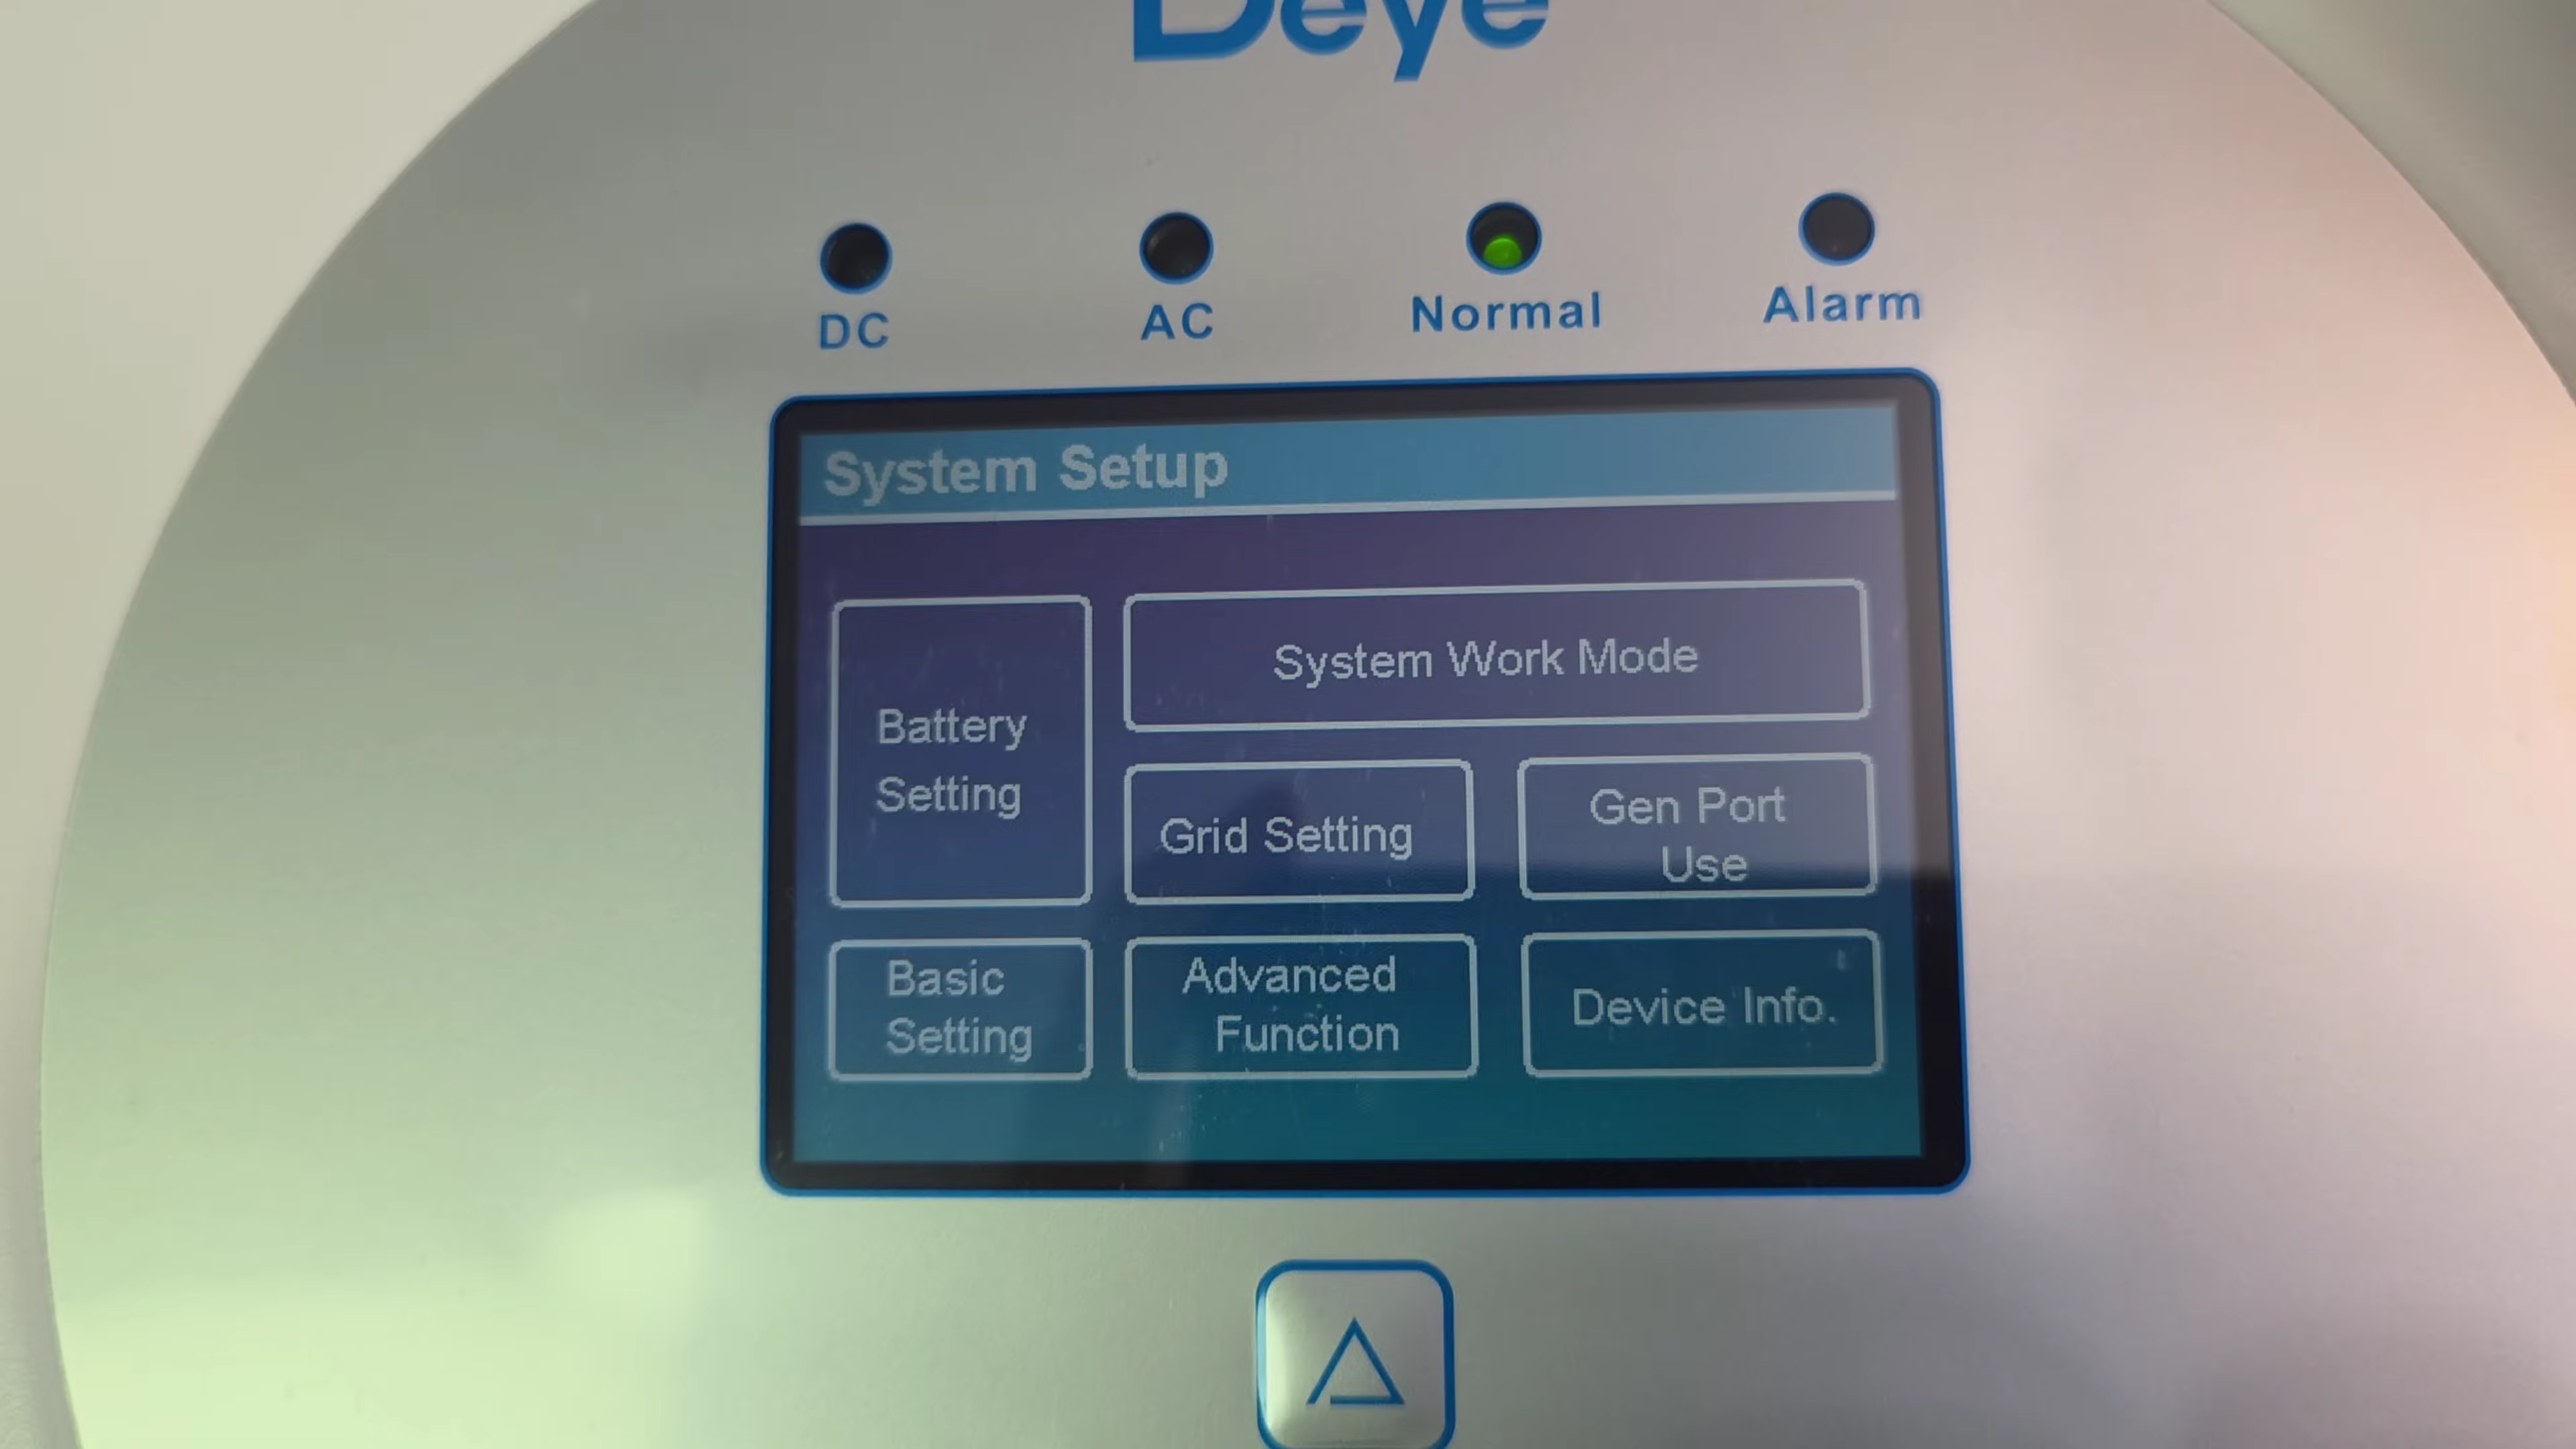 Deye
DC
AC
Normal
Alarm
System Setup
Battery
Setting
System Work Mode
Grid Setting
Gen Port
Use
Basic
Setting
Advanced
Function
Device Info.